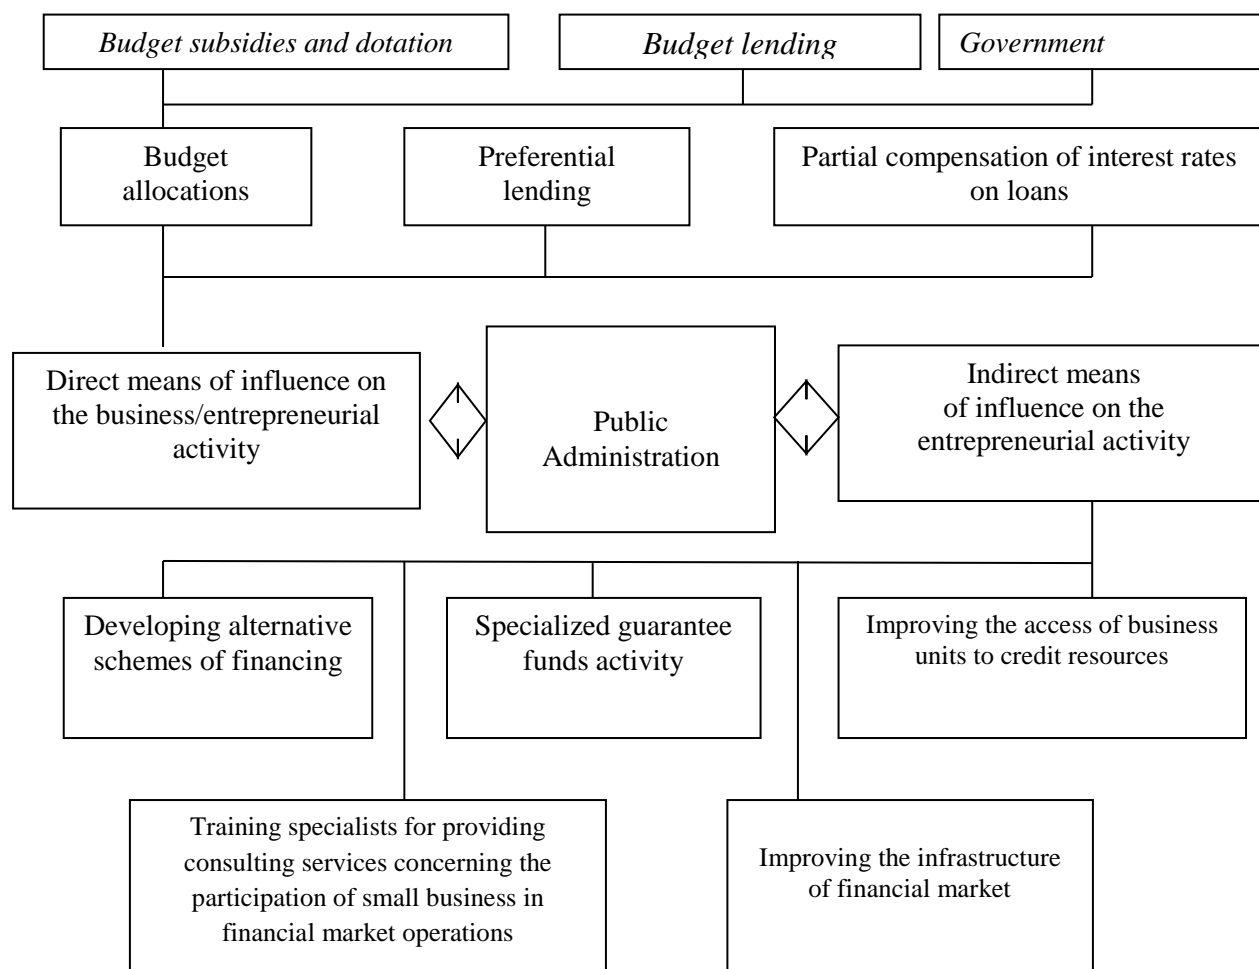 Budget subsidies and dotation
Budget lending
Government
Budget
allocations
Preferential
lending
Partial compensation of interest rates
on loans
Direct means of influence on
the business/entrepreneurial
activity
Public
Administration
Indirect means
of influence on the
entrepreneurial activity
Developing alternative
schemes of financing
Specialized guarantee
funds activity
Improving the access of business
units to credit resources
Training specialists for providing
consulting services concerning the
participation of small business in
financial market operations
Improving the infrastructure
of financial market